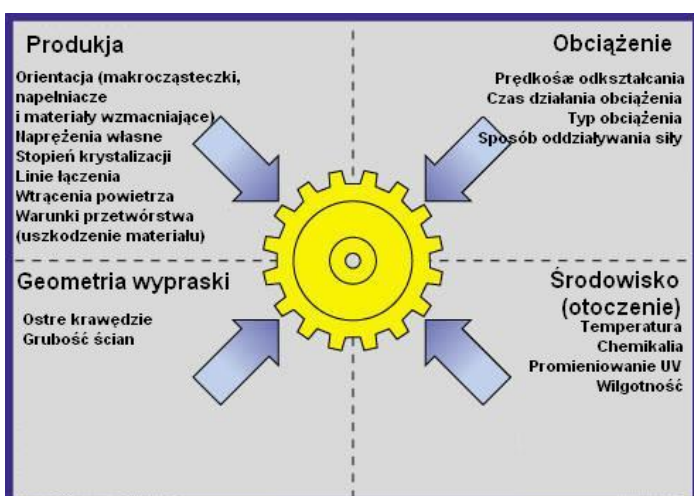 Produkja
Orientacja (makrocząsteczki,
napełniacze
i materiały wzmacniające)
Naprężenia własne
Stopień krystalizacji
Linie łączenia
Wtrącenia powietrza
Warunki przetwórstwa
(uszkodzenie materiału)
Obciążenie
Prędkośæ odkształcania
Czas działania obciążenia
Typ obciążenia
Sposób oddziaływania siły
Geometria wypraski
Ostre krawędzie
Grubość ścian
Środowisko
(otoczenie)
Temperatura
Chemikalia
Promieniowanie UV
Wilgotność